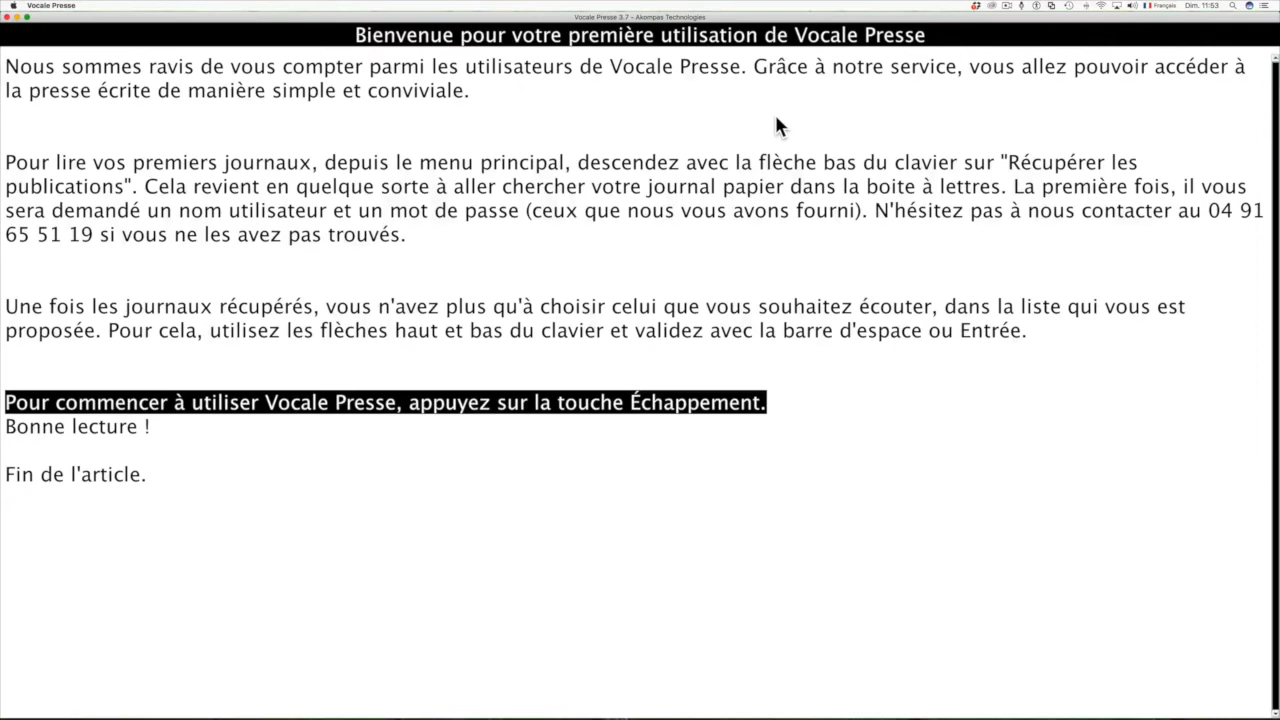 Vocale Presse
Français
Dim. 11:53
Vocale Presse 3.7 - Akompas Technologies
Bienvenue pour votre première utilisation de Vocale Presse
Nous sommes ravis de vous compter parmi les utilisateurs de Vocale Presse. Grâce à notre service, vous allez pouvoir accéder à
la presse écrite de manière simple et conviviale.
Pour lire vos premiers journaux, depuis le menu principal, descendez avec la flèche bas du clavier sur "Récupérer les
publications". Cela revient en quelque sorte à aller chercher votre journal papier dans la boite à lettres. La première fois, il vous
sera demandé un nom utilisateur et un mot de passe (ceux que nous vous avons fourni). N'hésitez pas à nous contacter au 04 91
65 51 19 si vous ne les avez pas trouvés.
Une fois les journaux récupérés, vous n'avez plus qu'à choisir celui que vous souhaitez écouter, dans la liste qui vous est
proposée. Pour cela, utilisez les flèches haut et bas du clavier et validez avec la barre d'espace ou Entrée.
Pour commencer à utiliser Vocale Presse, appuyez sur la touche Échappement.
Bonne lecture !
Fin de l'article.